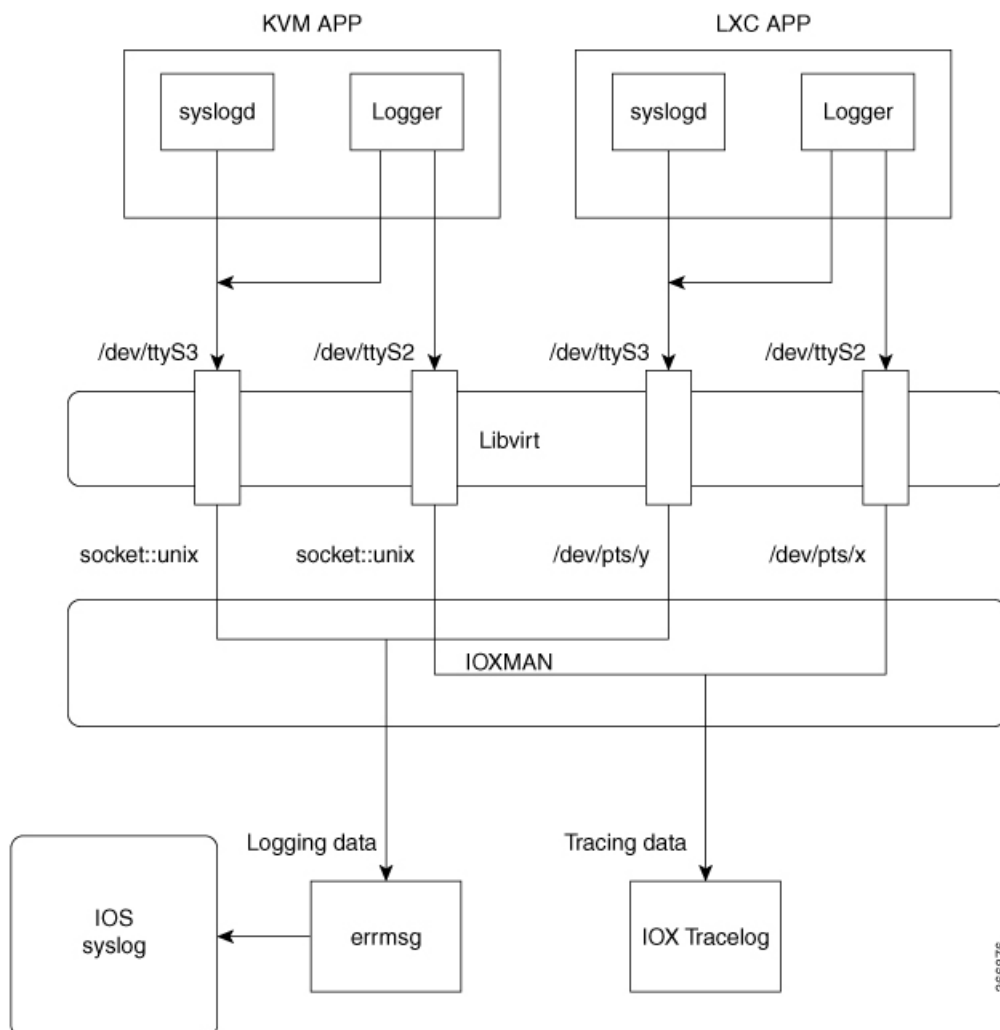 KVM APP
LXC APP
syslogd
Logger
syslogd
Logger
/dev/ttyS3
/dev/ttyS2
/dev/ttyS3
/dev/ttyS2
Libvirt
socket::unix
socket::unix
/dev/pts/y
/dev/pts/x
IOXMAN
Logging data
Tracing data
IOS
syslog
errmsg
IOX Tracelog